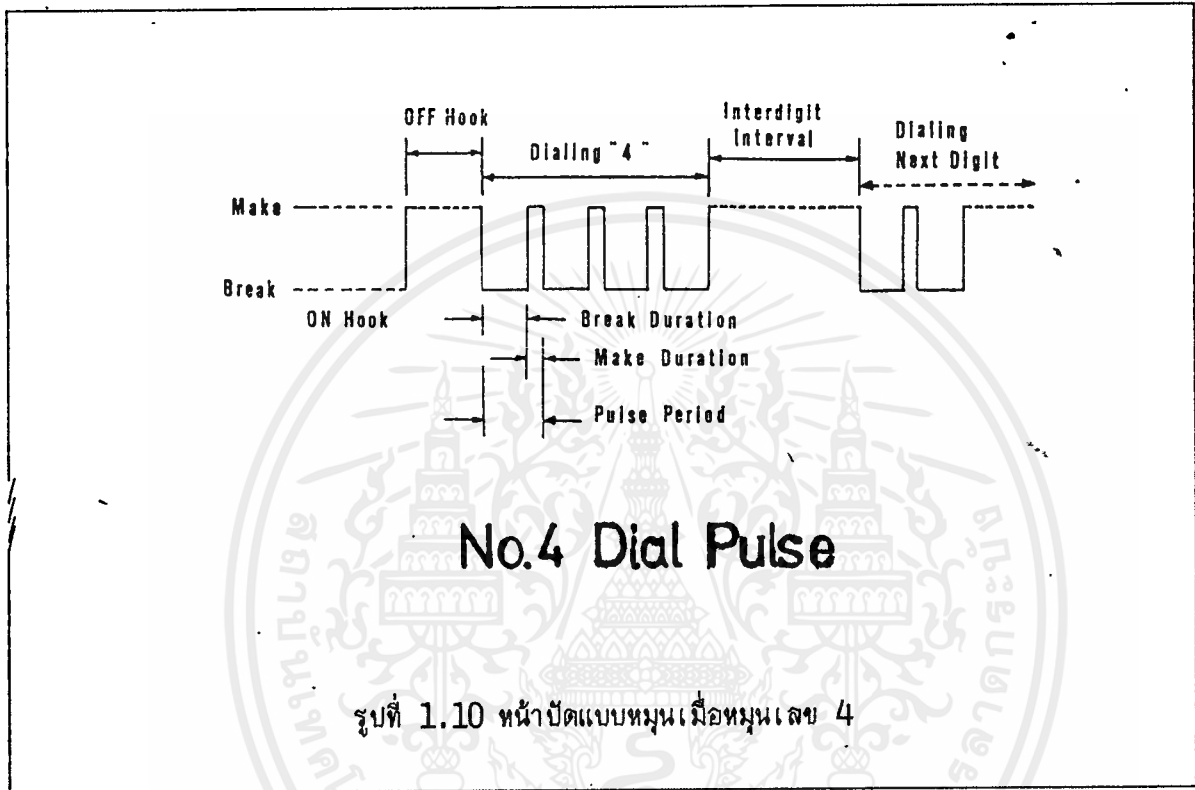 OFF Hook
Dialing "4"
Interdigit
Interval
Dialing
Next Digit
Make
Break
ON Hook
Break Duration
Make Duration
Pulse Period
No.4 Dial Pulse
รูปที่ 1.10 หน้าปัดแบบหมุนเมื่อหมุนเลข 4